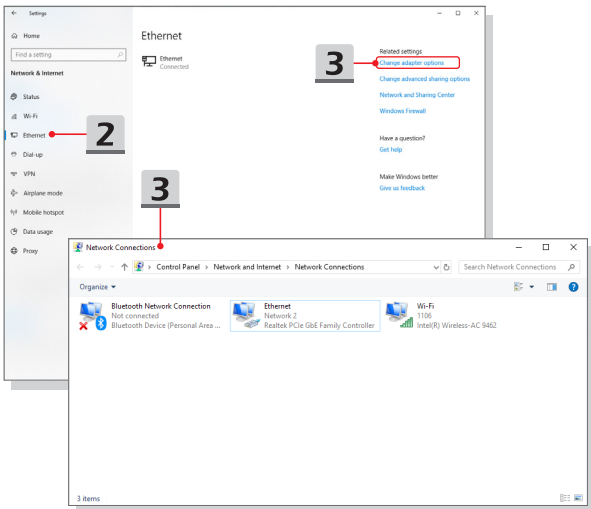 Settings
Home
Find a setting
Network & Internet
Status
Wi-Fi
Ethernet
Dial-up
VPN
Airplane mode
Mobile hotspot
Data usage
Proxy
2
Ethernet
Ethernet
Connected
3
Related settings
Change adapter options
Change advanced sharing options
Network and Sharing Center
Windows Firewall
Have a question?
Get help
Make Windows better
Give us feedback
3
Network Connections
Control Panel > Network and Internet > Network Connections
Search Network Connections
Organize
Bluetooth Network Connection
Not connected
Bluetooth Device (Personal Area ...
Ethernet
Network 2
Realtek PCIe GbE Family Controller
Wi-Fi
1106
Intel(R) Wireless-AC 9462
3 items